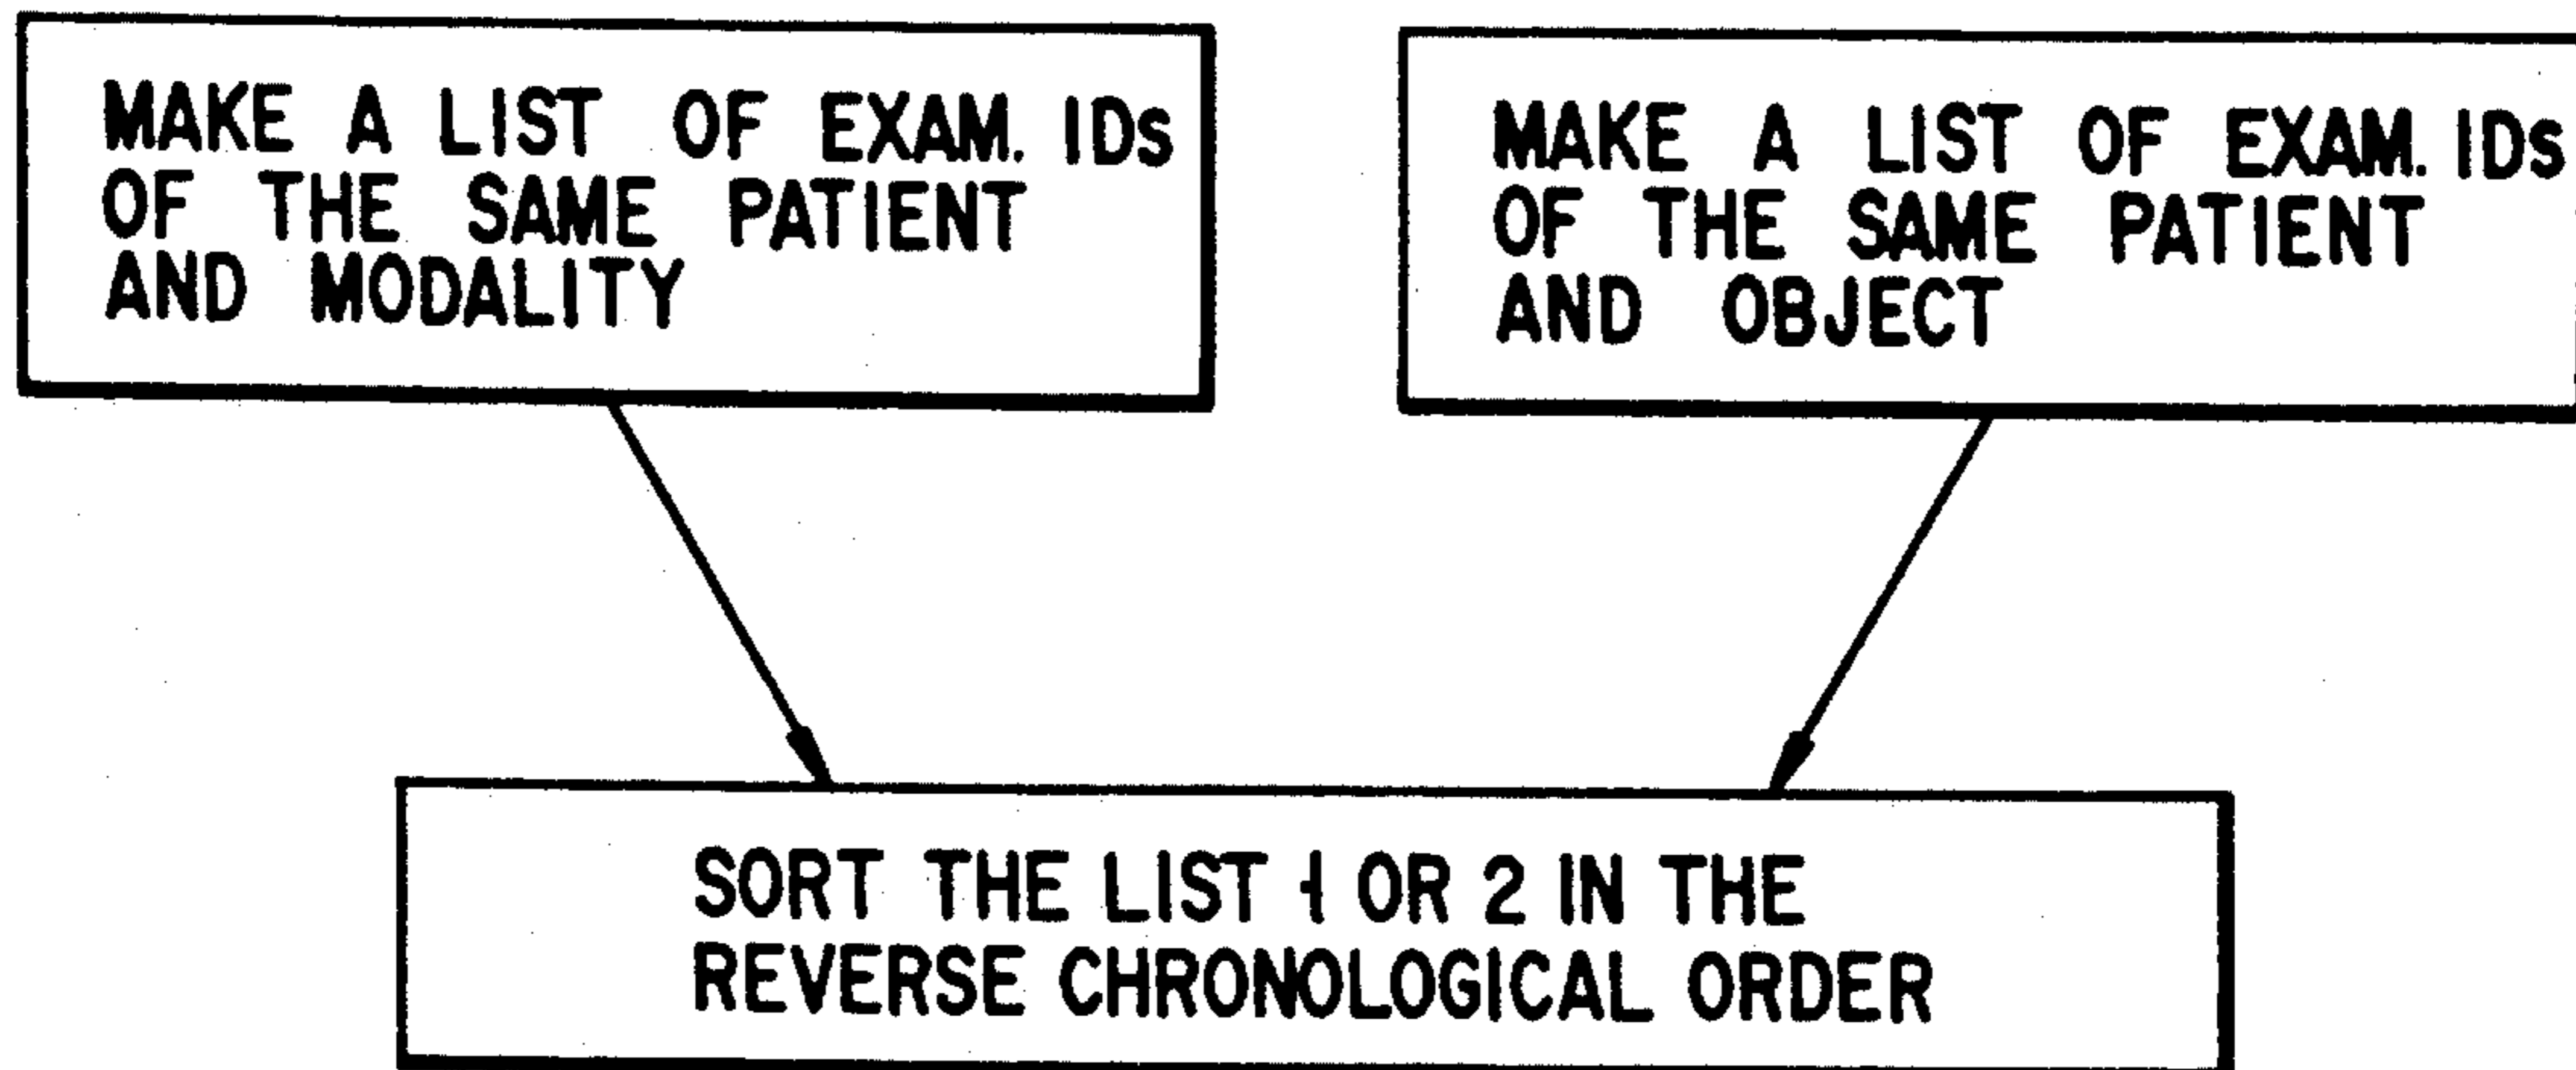 MAKE A LIST OF EXAM. IDs
OF THE SAME PATIENT
AND MODALITY
MAKE A LIST OF EXAM. IDs
OF THE SAME PATIENT
AND OBJECT
SORT THE LIST 1 OR 2 IN THE
REVERSE CHRONOLOGICAL ORDER